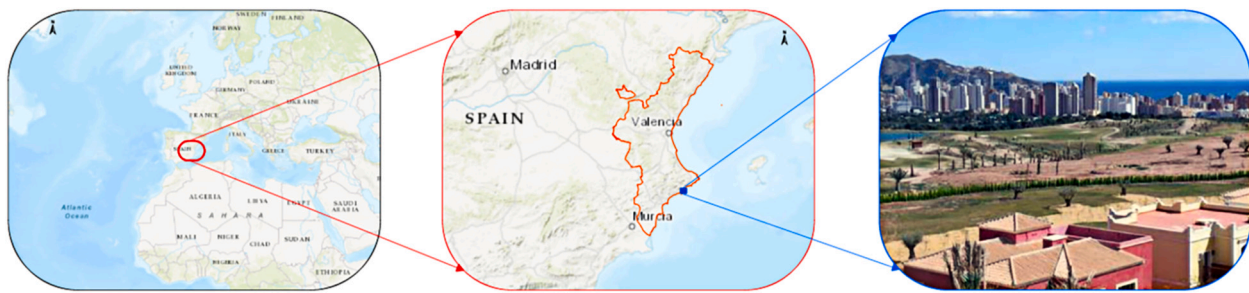 SWEDEN
FINLAND
NORWAY
UNITED
KINGDOM
POLAND
GERMANY
UKRAINE
FRANCE
ITALY
SPAIN
GREECE
TURKEY
Atlantic
Ocean
ALGERIA
LIBYA
EGYPT
SAUDI
ARABIA
SAHARA
MALI
NIGER
CHAD
SUDAN
NIGERIA
ETHIOPIA
Madrid
SPAIN
Valencia
Murcia